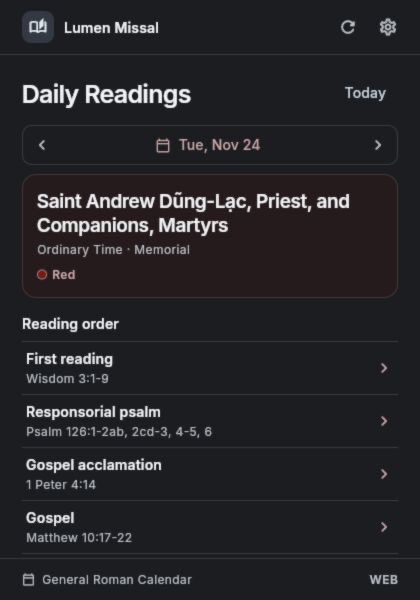 Lumen Missal
Daily Readings
Today
Tue, Nov 24
Saint Andrew Dũng-Lạc, Priest, and
Companions, Martyrs
Ordinary Time · Memorial
Red
Reading order
First reading
Wisdom 3:1-9
Responsorial psalm
Psalm 126:1-2ab, 2cd-3, 4-5, 6
Gospel acclamation
1 Peter 4:14
Gospel
Matthew 10:17-22
General Roman Calendar
WEB